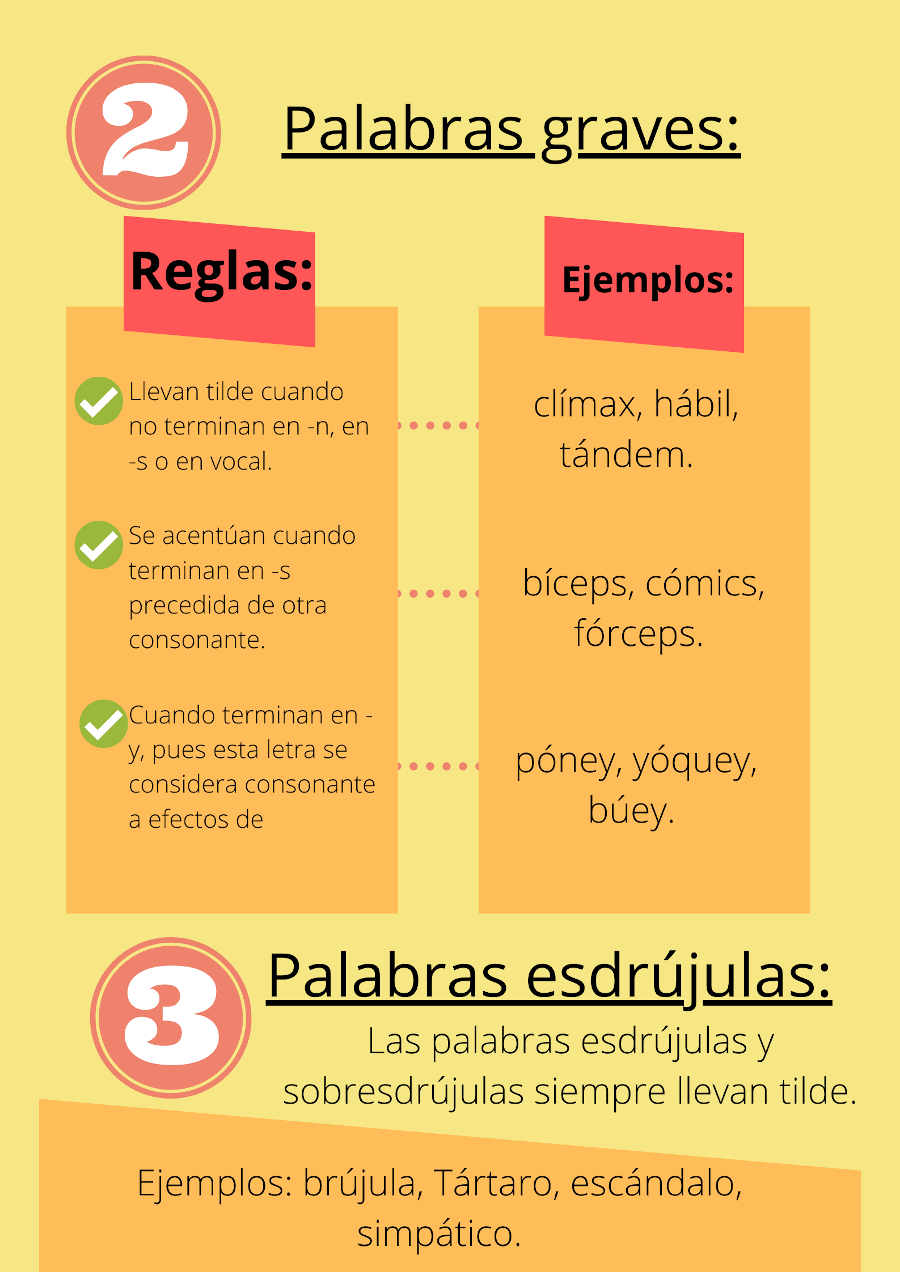 2
Palabras graves:
Reglas:
Ejemplos:
Llevan tilde cuando
no terminan en -n, en
-s o en vocal.
clímax, hábil,
tándem.
Se acentúan cuando
terminan en -s
precedida de otra
consonante.
bíceps, cómics,
fórceps.
Cuando terminan en -
y, pues esta letra se
considera consonante
a efectos de
póney, yóquey,
búey.
3
Palabras esdrújulas:
Las palabras esdrújulas y
sobresdrújulas siempre llevan tilde.
Ejemplos: brújula, Tártaro, escándalo,
simpático.